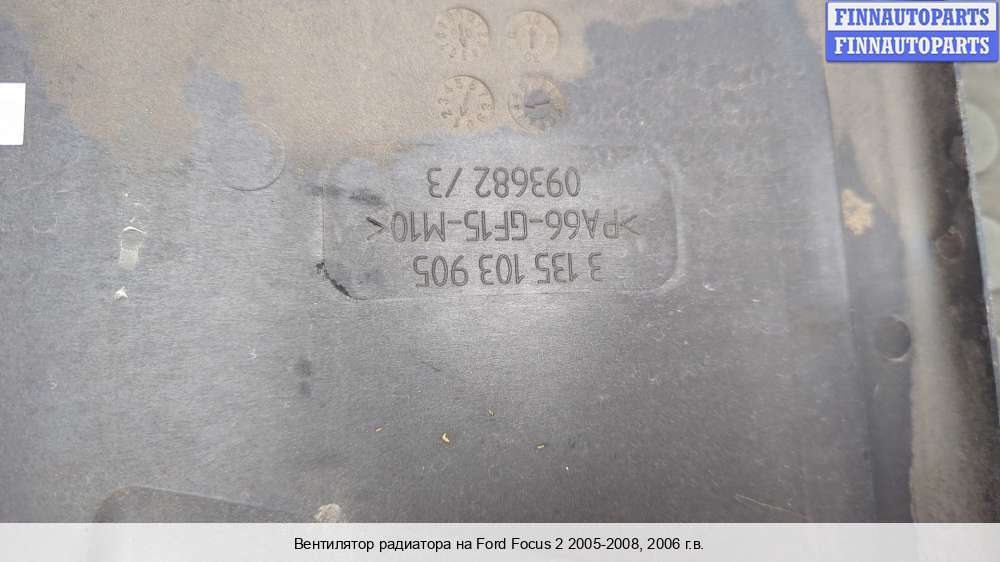 FINNAUTOPARTS
FINNAUTOPARTS
3 135 103 905
>PA66-GF15-M10<
093682 /3
Вентилятор радиатора на Ford Focus 2 2005-2008, 2006 г.в.